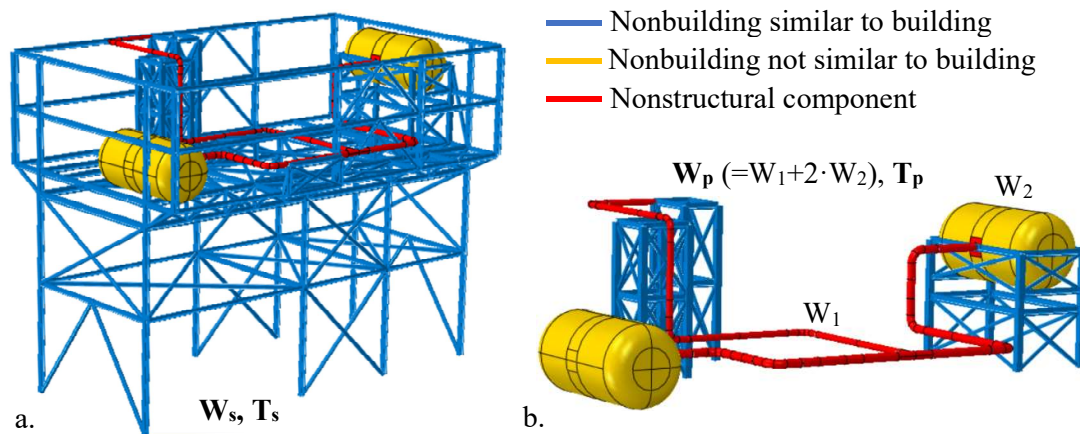 Nonbuilding similar to building
Nonbuilding not similar to building
Nonstructural component
Wₚ (=W₁+2·W₂), Tₚ
W₂
W₁
a.
Wₛ, Tₛ
b.